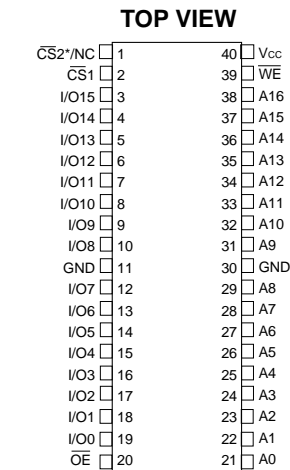 TOP VIEW
C̅S̅2*/NC 1 40 Vcc
C̅S̅1 2 39 W̅E̅
I/O15 3 38 A16
I/O14 4 37 A15
I/O13 5 36 A14
I/O12 6 35 A13
I/O11 7 34 A12
I/O10 8 33 A11
I/O9 9 32 A10
I/O8 10 31 A9
GND 11 30 GND
I/O7 12 29 A8
I/O6 13 28 A7
I/O5 14 27 A6
I/O4 15 26 A5
I/O3 16 25 A4
I/O2 17 24 A3
I/O1 18 23 A2
I/O0 19 22 A1
O̅E̅ 20 21 A0